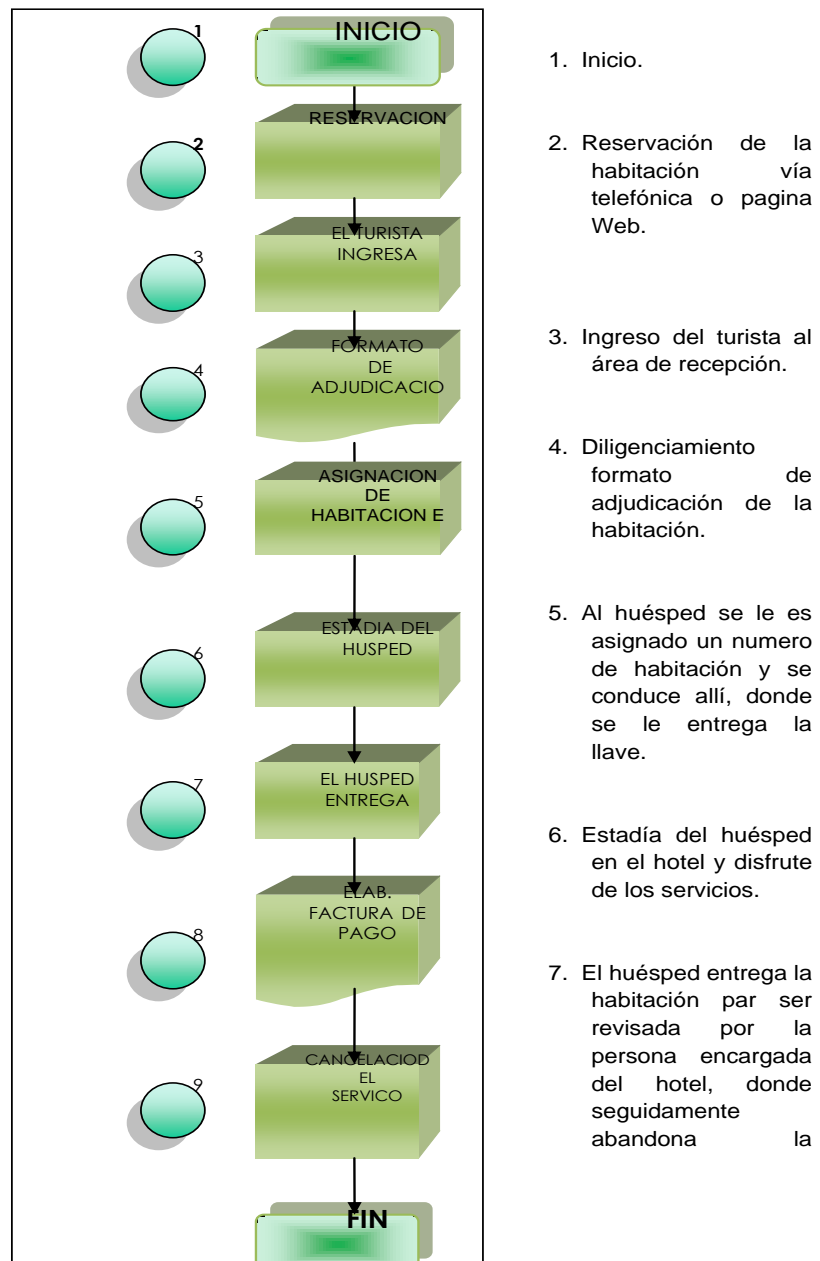 1
INICIO
RESERVACION
2
EL TURISTA
INGRESA
3
FORMATO
DE
ADJUDICACIO
4
ASIGNACION
DE
HABITACION E
5
ESTADIA DEL
HUSPED
6
EL HUSPED
ENTREGA
7
ELAB.
FACTURA DE
PAGO
8
CANCELACIOD
EL
SERVICO
9
FIN
1. Inicio.
2. Reservación de la
habitación vía
telefónica o pagina
Web.
3. Ingreso del turista al
área de recepción.
4. Diligenciamiento
formato de
adjudicación de la
habitación.
5. Al huésped se le es
asignado un numero
de habitación y se
conduce allí, donde
se le entrega la
llave.
6. Estadía del huésped
en el hotel y disfrute
de los servicios.
7. El huésped entrega la
habitación par ser
revisada por la
persona encargada
del hotel, donde
seguidamente
abandona la